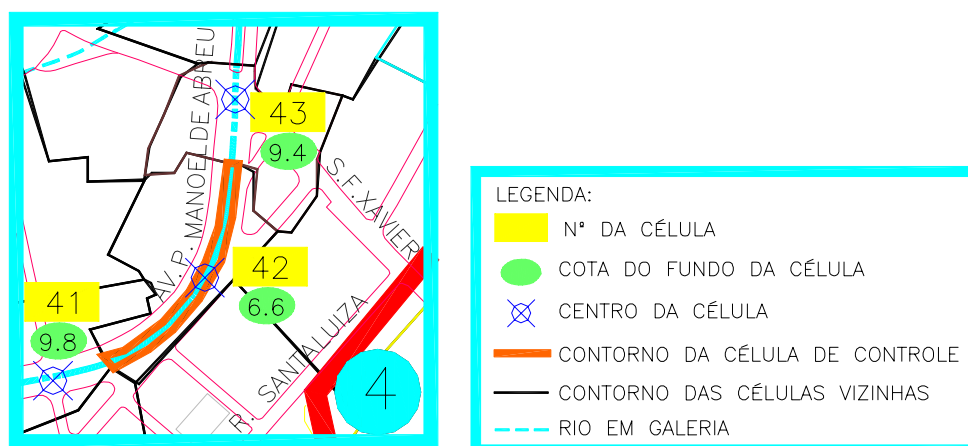 AV. P. MANOEL DE ABREU
43
9.4
S.F.XAVIER
42
6.6
41
9.8
R. SANTA LUIZA
4
LEGENDA:
Nº DA CÉLULA
COTA DO FUNDO DA CÉLULA
CENTRO DA CÉLULA
CONTORNO DA CÉLULA DE CONTROLE
CONTORNO DAS CÉLULAS VIZINHAS
RIO EM GALERIA